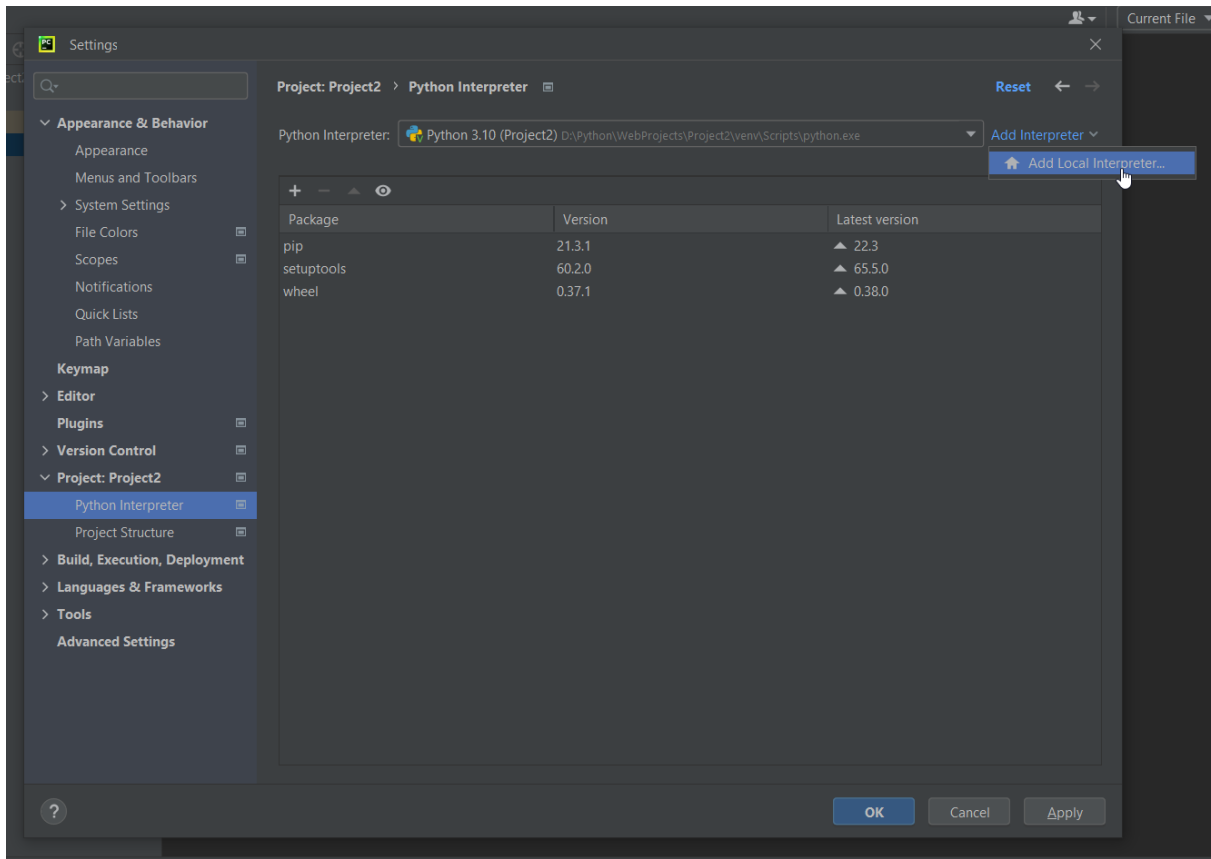 Current File
PC
Settings
Project: Project2 > Python Interpreter
Reset
Appearance & Behavior
Python Interpreter:
Python 3.10 (Project2) D:\Python\WebProjects\Project2\venv\Scripts\python.exe
Add Interpreter
Appearance
Add Local Interpreter...
Menus and Toolbars
System Settings
Package Version Latest version
File Colors
pip 21.3.1 22.3
Scopes
setuptools 60.2.0 65.5.0
Notifications
wheel 0.37.1 0.38.0
Quick Lists
Path Variables
Keymap
Editor
Plugins
Version Control
Project: Project2
Python Interpreter
Project Structure
Build, Execution, Deployment
Languages & Frameworks
Tools
Advanced Settings
?
OK
Cancel
Apply